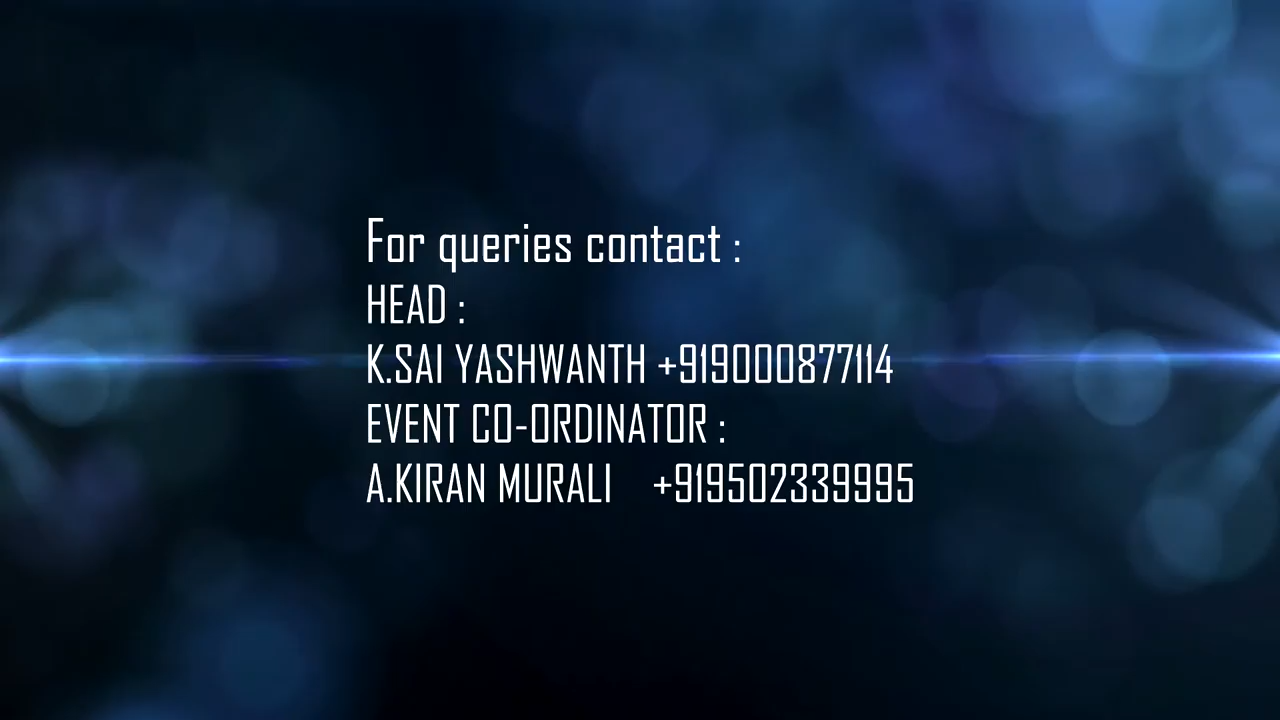 For queries contact :
HEAD :
K.SAI YASHWANTH +919000877114
EVENT CO-ORDINATOR :
A.KIRAN MURALI +919502339995